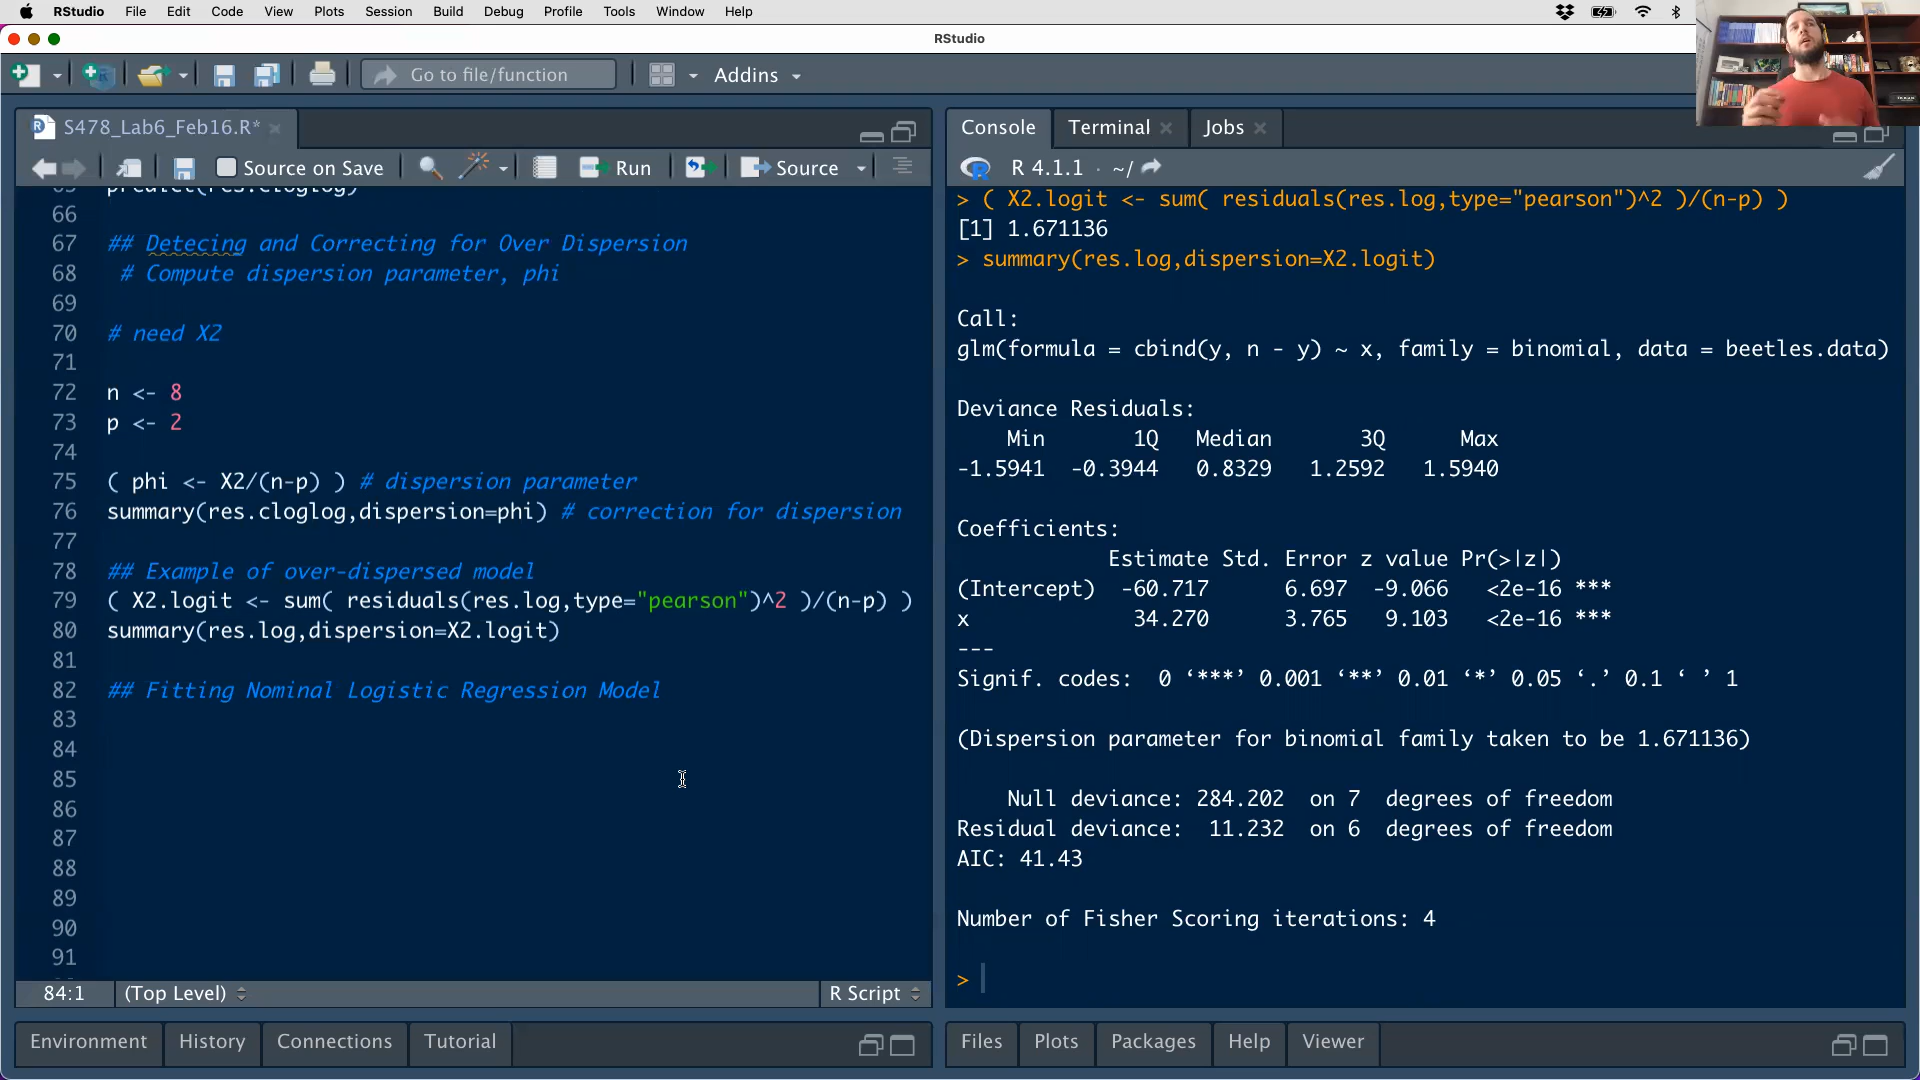 RStudio File Edit Code View Plots Session Build Debug Profile Tools Window Help
RStudio
Go to file/function
Addins
S478_Lab6_Feb16.R*
Source on Save
Run
Source
65 predict(res.cloglog)
66
67 ## Detecing and Correcting for Over Dispersion
68 # Compute dispersion parameter, phi
69
70 # need X2
71
72 n <- 8
73 p <- 2
74
75 ( phi <- X2/(n-p) ) # dispersion parameter
76 summary(res.cloglog,dispersion=phi) # correction for dispersion
77
78 ## Example of over-dispersed model
79 ( X2.logit <- sum( residuals(res.log,type="pearson")^2 )/(n-p) )
80 summary(res.log,dispersion=X2.logit)
81
82 ## Fitting Nominal Logistic Regression Model
83
84
85
86
87
88
89
90
91
84:1 (Top Level) R Script
Environment History Connections Tutorial
Console Terminal Jobs
R 4.1.1 · ~/
> ( X2.logit <- sum( residuals(res.log,type="pearson")^2 )/(n-p) )
[1] 1.671136
> summary(res.log,dispersion=X2.logit)
Call:
glm(formula = cbind(y, n - y) ~ x, family = binomial, data = beetles.data)
Deviance Residuals:
Min 1Q Median 3Q Max
-1.5941 -0.3944 0.8329 1.2592 1.5940
Coefficients:
Estimate Std. Error z value Pr(>|z|)
(Intercept) -60.717 6.697 -9.066 <2e-16 ***
x 34.270 3.765 9.103 <2e-16 ***
---
Signif. codes: 0 ‘***’ 0.001 ‘**’ 0.01 ‘*’ 0.05 ‘.’ 0.1 ‘ ’ 1
(Dispersion parameter for binomial family taken to be 1.671136)
Null deviance: 284.202 on 7 degrees of freedom
Residual deviance: 11.232 on 6 degrees of freedom
AIC: 41.43
Number of Fisher Scoring iterations: 4
>
Files Plots Packages Help Viewer